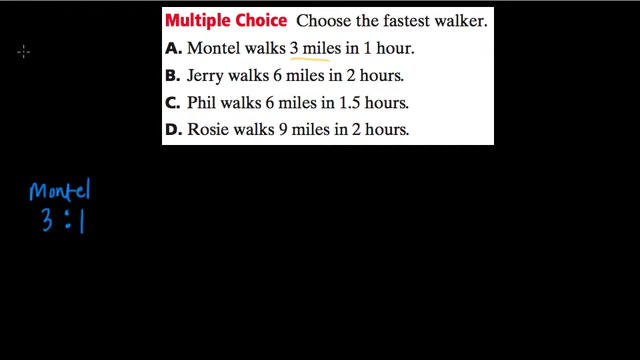 Multiple Choice Choose the fastest walker.
A. Montel walks 3 miles in 1 hour.
B. Jerry walks 6 miles in 2 hours.
C. Phil walks 6 miles in 1.5 hours.
D. Rosie walks 9 miles in 2 hours.
Montel
3 : 1